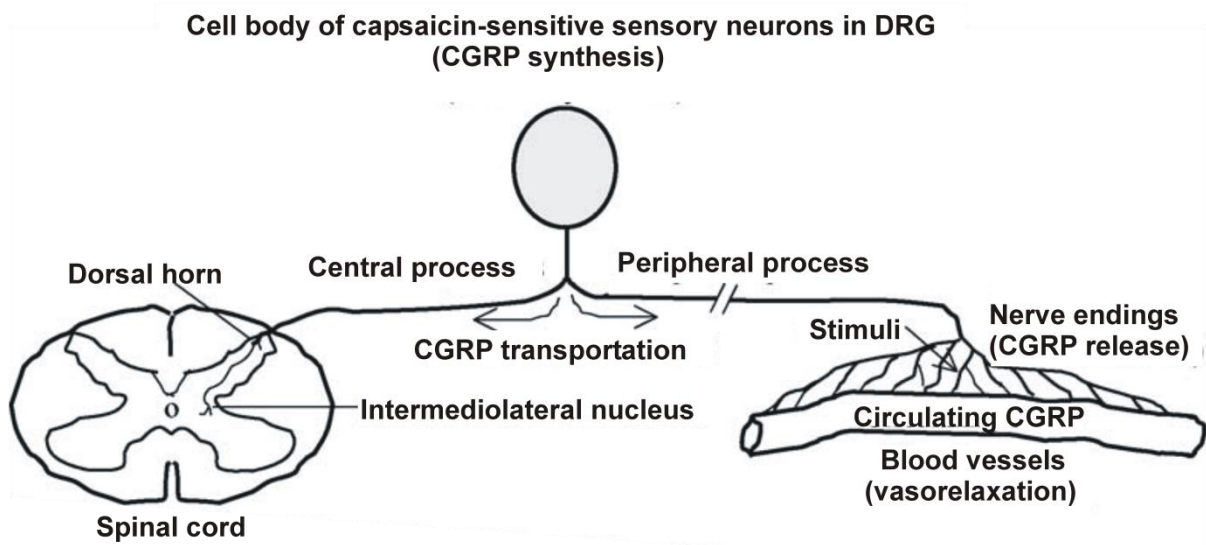 Cell body of capsaicin-sensitive sensory neurons in DRG
(CGRP synthesis)
Dorsal horn
Central process
Peripheral process
CGRP transportation
Stimuli
Nerve endings
(CGRP release)
Intermediolateral nucleus
Circulating CGRP
Blood vessels
(vasorelaxation)
Spinal cord